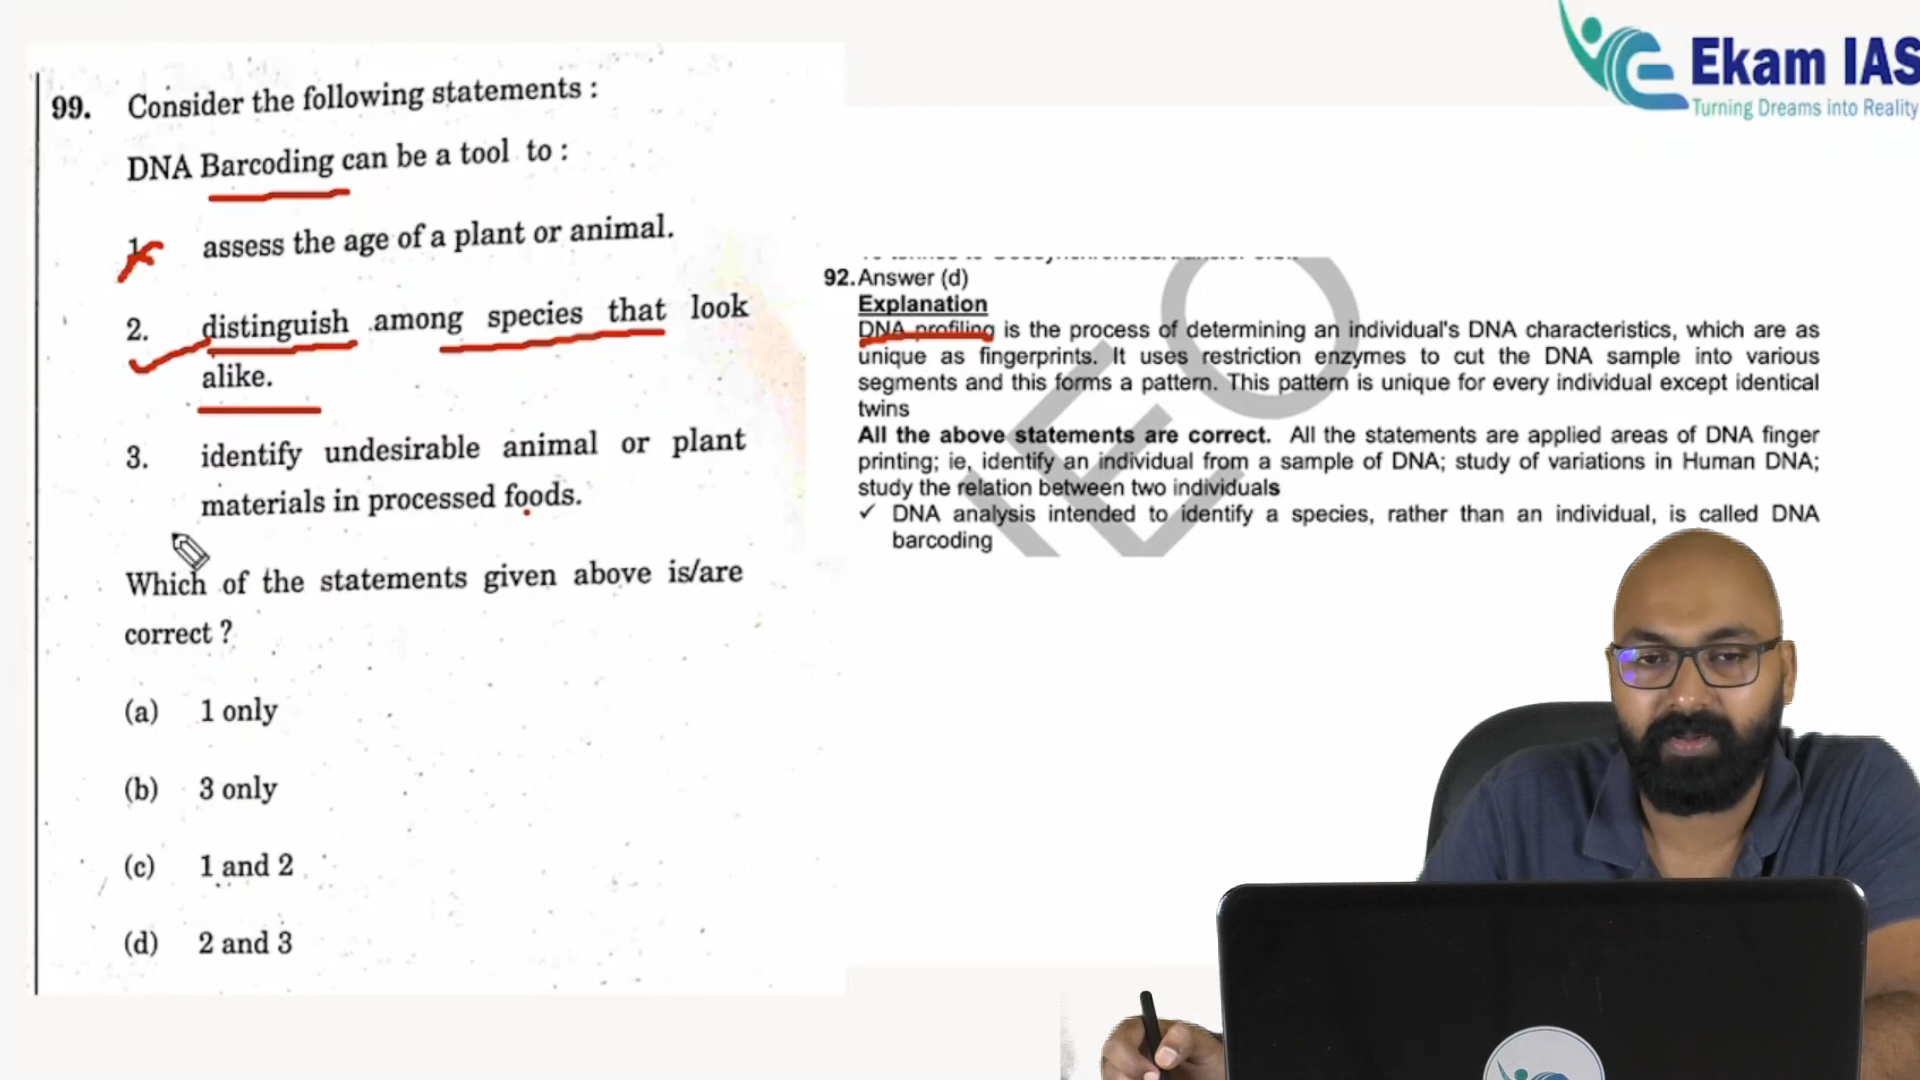 Ekam IAS
Turning Dreams into Reality
99. Consider the following statements :
DNA Barcoding can be a tool to :
1. assess the age of a plant or animal.
2. distinguish among species that look
alike.
3. identify undesirable animal or plant
materials in processed foods.
Which of the statements given above is/are
correct ?
(a) 1 only
(b) 3 only
(c) 1 and 2
(d) 2 and 3
92. Answer (d)
Explanation
DNA profiling is the process of determining an individual's DNA characteristics, which are as
unique as fingerprints. It uses restriction enzymes to cut the DNA sample into various
segments and this forms a pattern. This pattern is unique for every individual except identical
twins
All the above statements are correct. All the statements are applied areas of DNA finger
printing; ie, identify an individual from a sample of DNA; study of variations in Human DNA;
study the relation between two individuals
✓ DNA analysis intended to identify a species, rather than an individual, is called DNA
barcoding